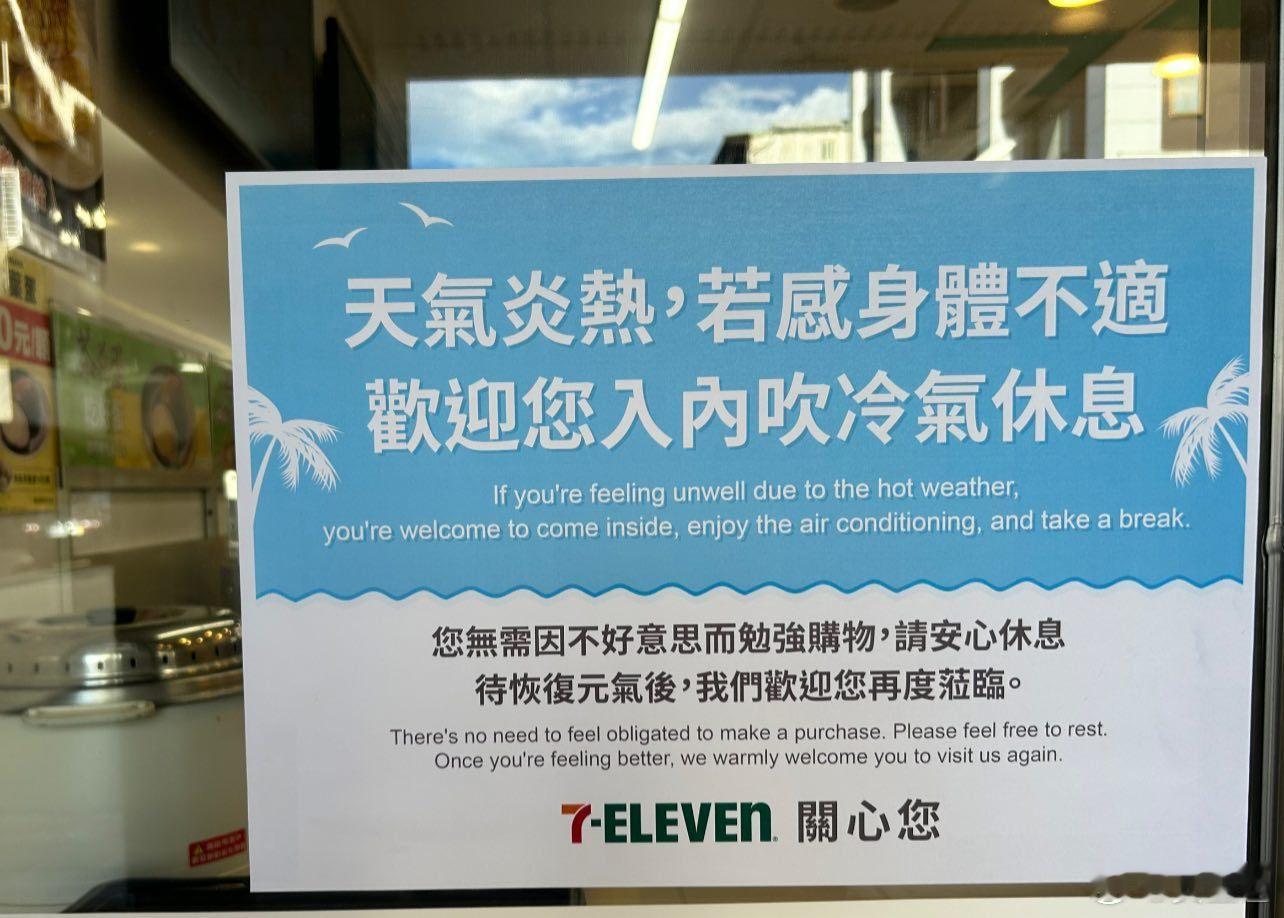 天氣炎熱,若感身體不適
歡迎您入內吹冷氣休息
If you're feeling unwell due to the hot weather,
you're welcome to come inside, enjoy the air conditioning, and take a break.
您無需因不好意思而勉強購物,請安心休息
待恢復元氣後,我們歡迎您再度蒞臨。
There's no need to feel obligated to make a purchase. Please feel free to rest.
Once you're feeling better, we warmly welcome you to visit us again.
7-ELEVEN® 關心您
0元/顆